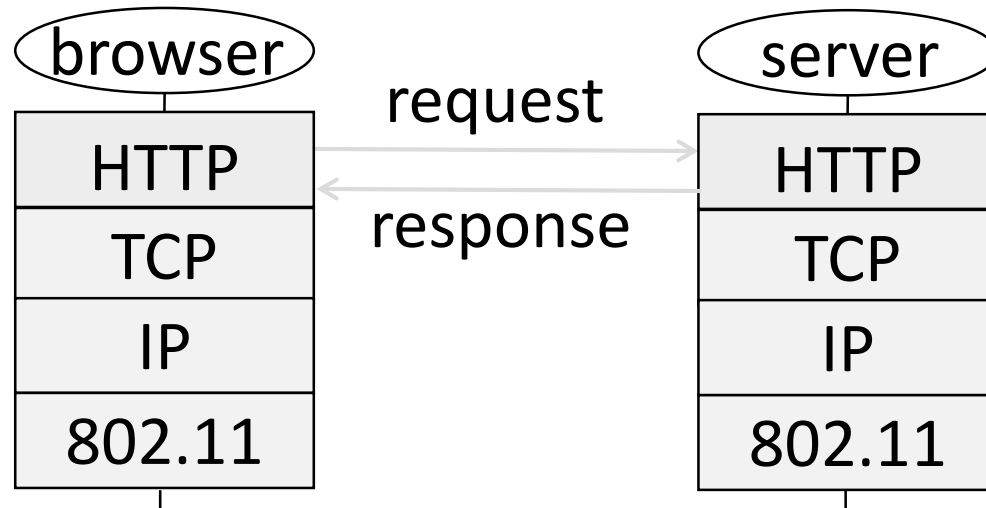 browser
server
request
response
HTTP
TCP
IP
802.11
HTTP
TCP
IP
802.11